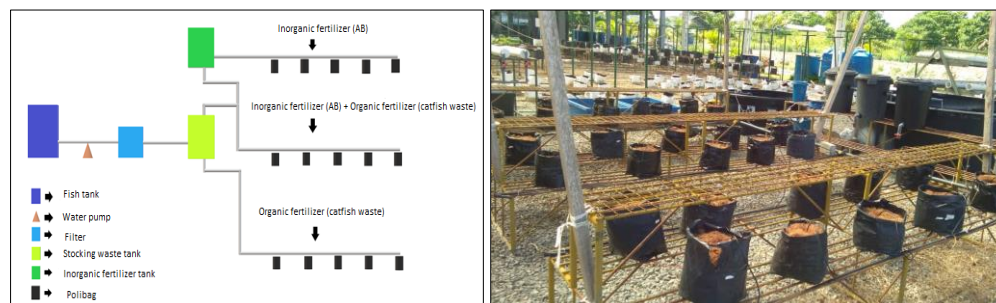 Inorganic fertilizer (AB)
Inorganic fertilizer (AB) + Organic fertilizer (catfish waste)
Organic fertilizer (catfish waste)
Fish tank
Water pump
Filter
Stocking waste tank
Inorganic fertilizer tank
Polibag